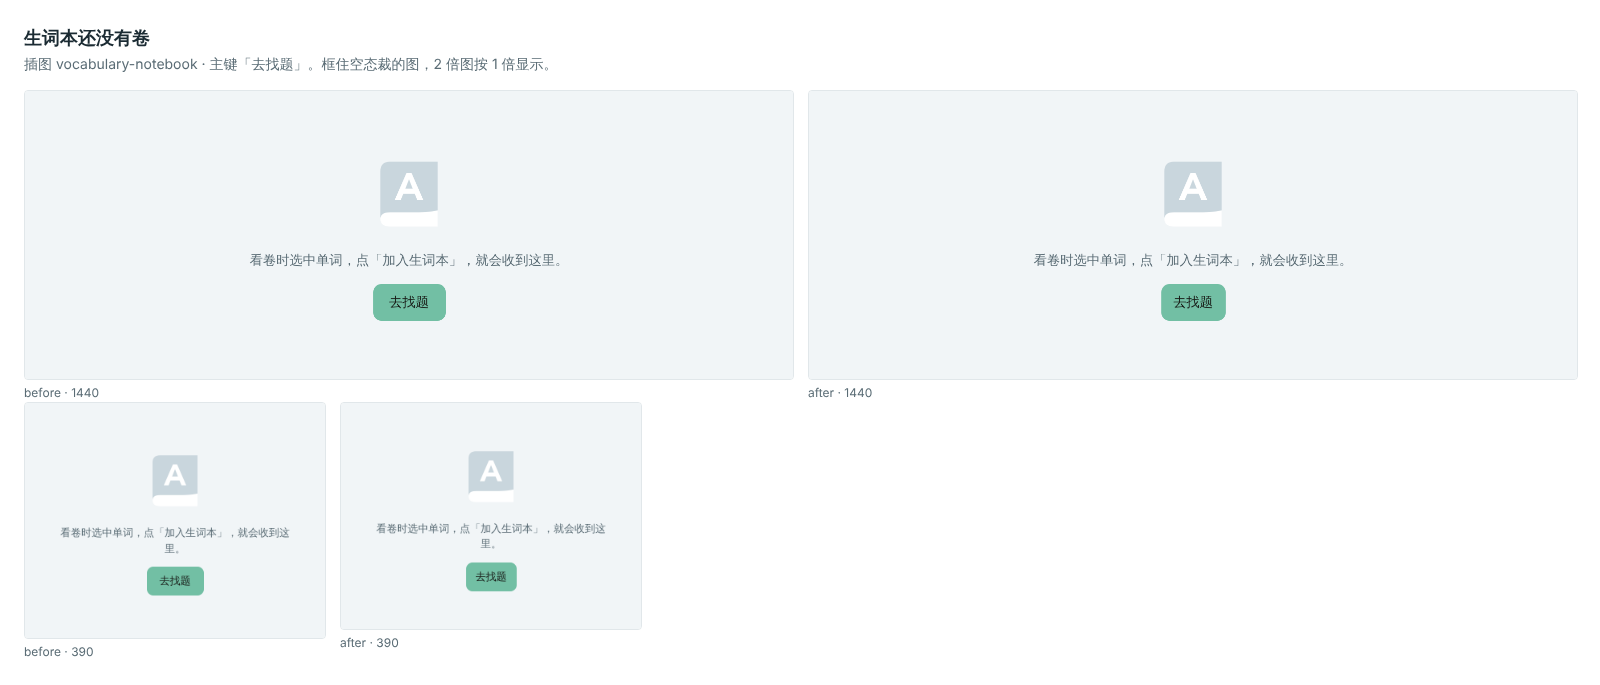 生词本还没有卷
插图 vocabulary-notebook · 主键「去找题」。框住空态裁的图，2 倍图按 1 倍显示。
A
看卷时选中单词，点「加入生词本」，就会收到这里。
去找题
before · 1440
A
看卷时选中单词，点「加入生词本」，就会收到这里。
去找题
after · 1440
A
看卷时选中单词，点「加入生词本」，就会收到这
里。
去找题
before · 390
A
看卷时选中单词，点「加入生词本」，就会收到这
里。
去找题
after · 390